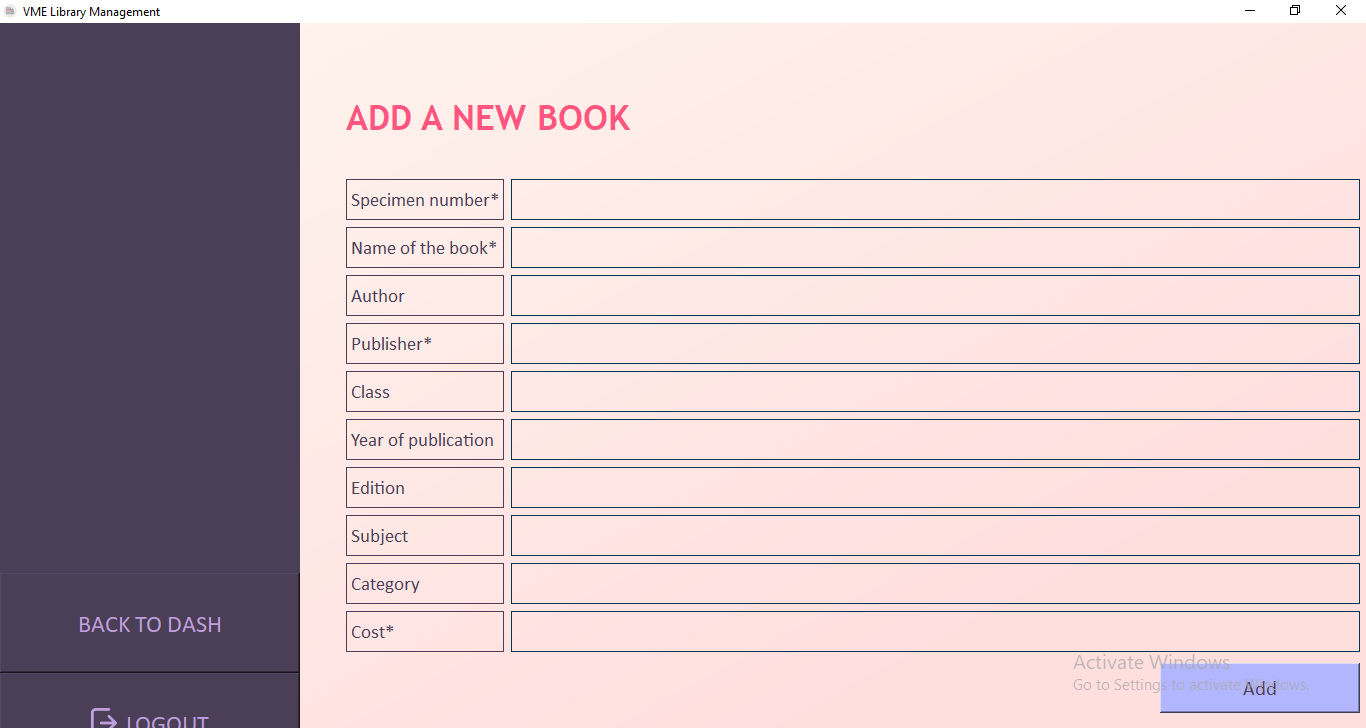 VME Library Management
ADD A NEW BOOK
Specimen number*
Name of the book*
Author
Publisher*
Class
Year of publication
Edition
Subject
Category
Cost*
BACK TO DASH
LOGOUT
Activate Windows
Go to Settings to activate Windows.
Add